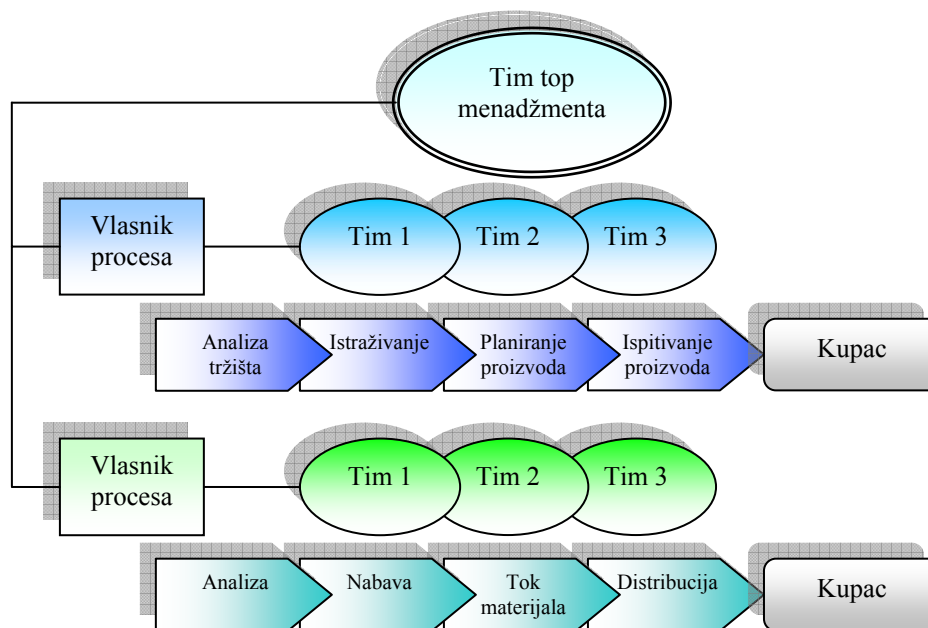 Tim top
menadžmenta
Vlasnik
procesa
Tim 1
Tim 2
Tim 3
Analiza
tržišta
Istraživanje
Planiranje
proizvoda
Ispitivanje
proizvoda
Kupac
Vlasnik
procesa
Tim 1
Tim 2
Tim 3
Analiza
Nabava
Tok
materijala
Distribucija
Kupac